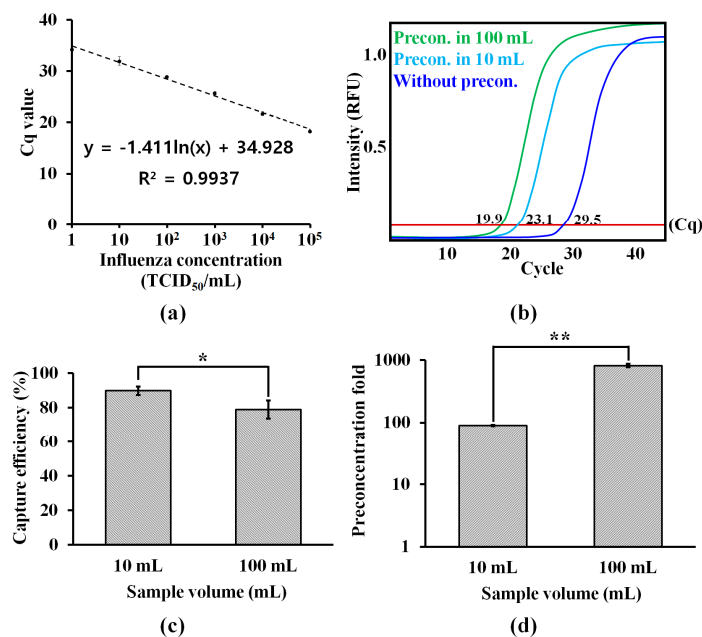 40
30
20
10
0
Cq value
y = -1.411ln(x) + 34.928
R² = 0.9937
1 10 10² 10³ 10⁴ 10⁵
Influenza concentration
(TCID₅₀/mL)
(a)
Precon. in 100 mL
Precon. in 10 mL
Without precon.
1.0
0.5
Intensity (RFU)
19.9 23.1 29.5
(Cq)
10 20 30 40
Cycle
(b)
*
100
80
60
40
20
0
Capture efficiency (%)
10 mL 100 mL
Sample volume (mL)
(c)
**
1000
100
10
1
Preconcentration fold
10 mL 100 mL
Sample volume (mL)
(d)